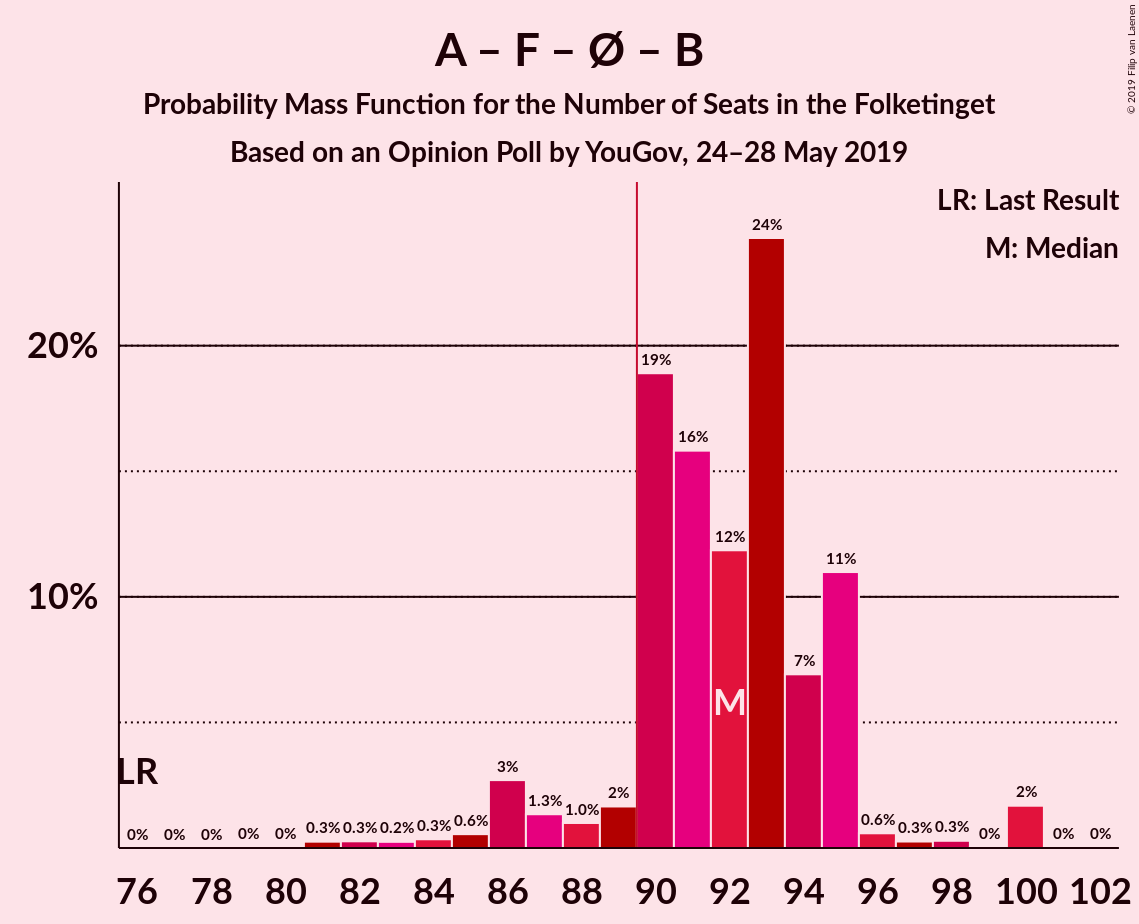 A – F – Ø – B
Probability Mass Function for the Number of Seats in the Folketinget
Based on an Opinion Poll by YouGov, 24–28 May 2019
© 2019 Filip van Laenen
LR: Last Result
M: Median
24%
20%
19%
16%
12%
11%
10%
7%
M
LR
0% 0% 0% 0% 0% 0.3% 0.3% 0.2% 0.3% 0.6% 3% 1.3% 1.0% 2% 0.6% 0.3% 0.3% 0% 2% 0% 0%
76 78 80 82 84 86 88 90 92 94 96 98 100 102